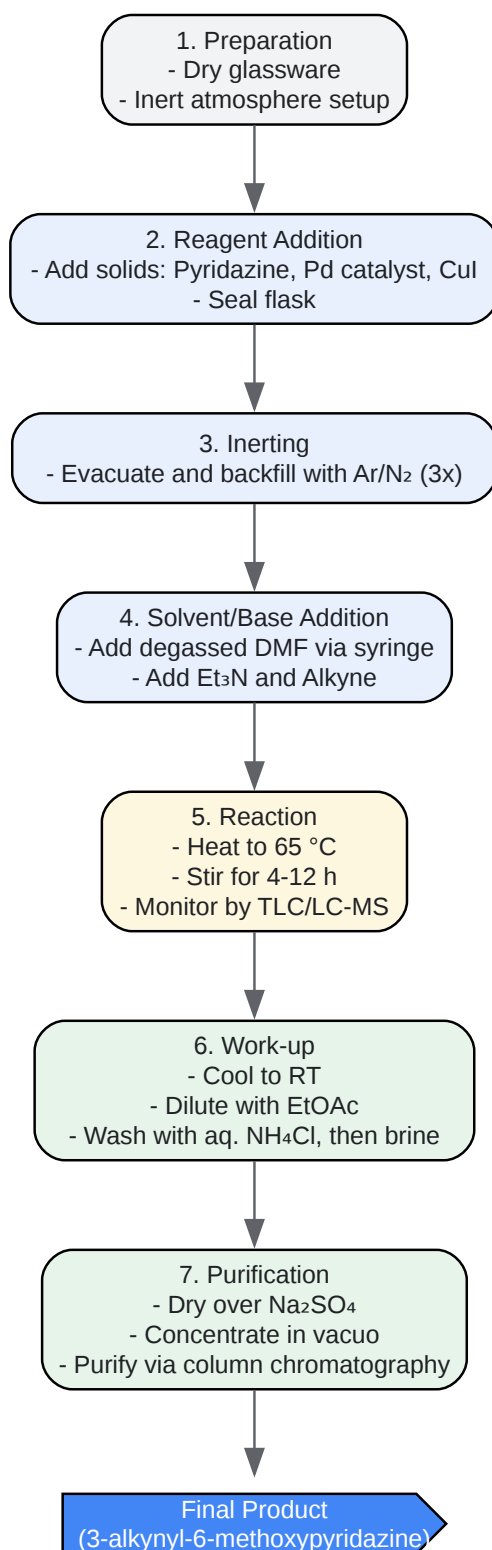 1. Preparation
- Dry glassware
- Inert atmosphere setup
2. Reagent Addition
- Add solids: Pyridazine, Pd catalyst, CuI
- Seal flask
3. Inerting
- Evacuate and backfill with Ar/N₂ (3x)
4. Solvent/Base Addition
- Add degassed DMF via syringe
- Add Et₃N and Alkyne
5. Reaction
- Heat to 65 °C
- Stir for 4-12 h
- Monitor by TLC/LC-MS
6. Work-up
- Cool to RT
- Dilute with EtOAc
- Wash with aq. NH₄Cl, then brine
7. Purification
- Dry over Na₂SO₄
- Concentrate in vacuo
- Purify via column chromatography
Final Product
(3-alkynyl-6-methoxypyridazine)